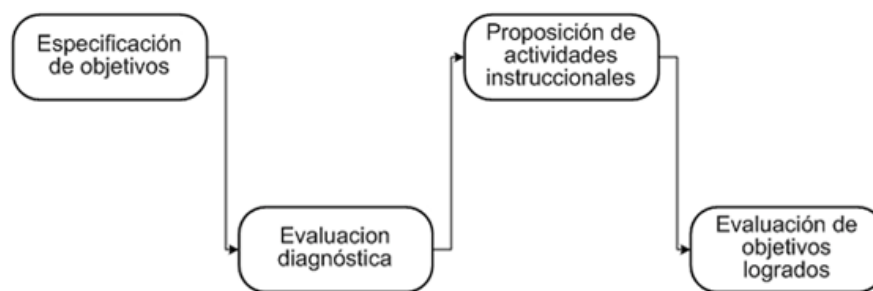 Especificación
de objetivos
Evaluacion
diagnóstica
Proposición de
actividades
instruccionales
Evaluación de
objetivos
logrados